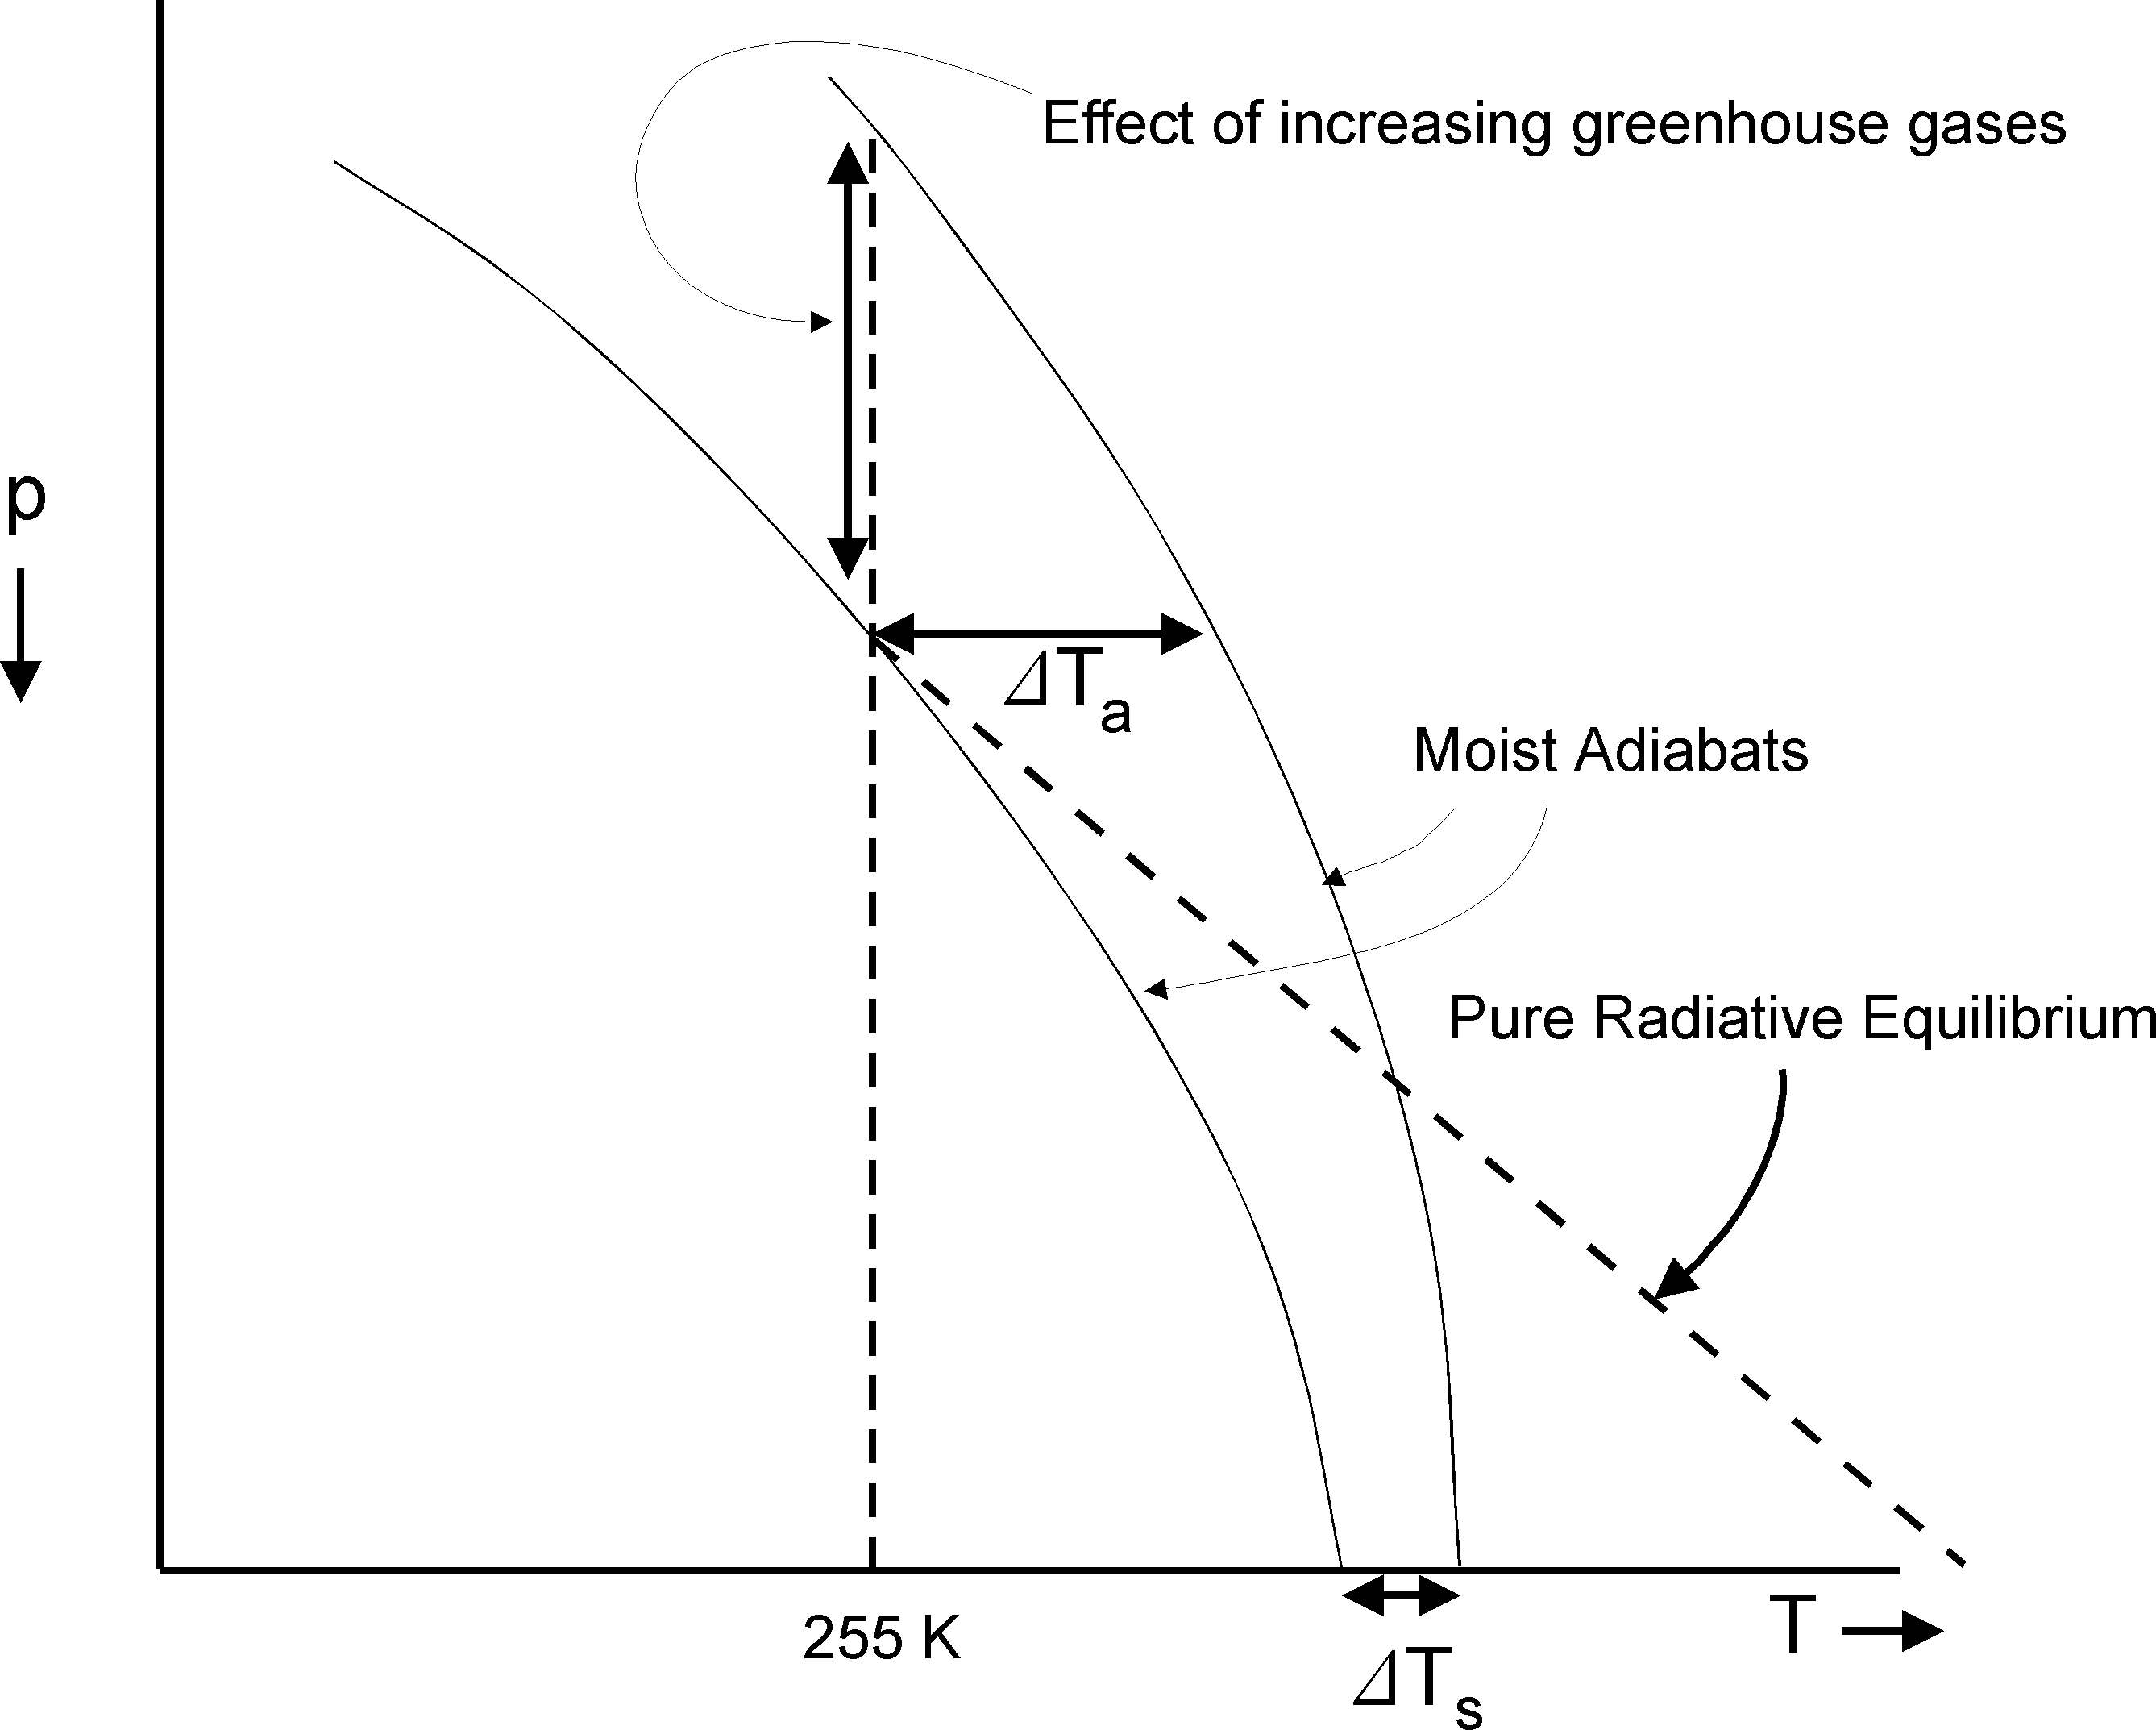 Effect of increasing greenhouse gases
p
ΔTa
Moist Adiabats
Pure Radiative Equilibrium
255 K
T
ΔTs